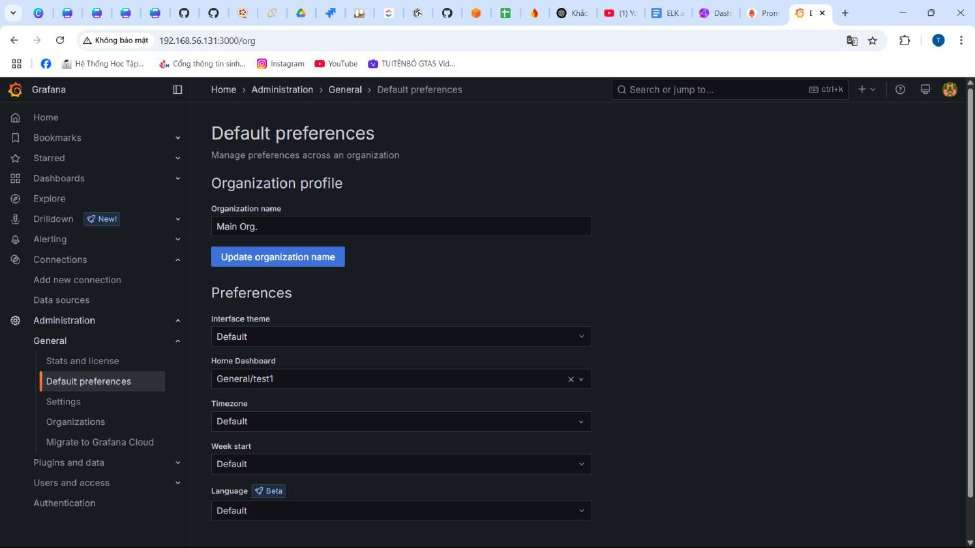 Khác
(1) Y
ELK
Dash
Prom
Không bảo mật
192.168.56.131:3000/org
T
Hệ Thống Học Tập...
Cổng thông tin sinh...
Instagram
YouTube
TUITÊNBÔ GTA5 Vid...
Grafana
Home › Administration › General › Default preferences
Search or jump to...
ctrl+k
Home
Bookmarks
Starred
Dashboards
Explore
Drilldown New!
Alerting
Connections
Add new connection
Data sources
Administration
General
Stats and license
Default preferences
Settings
Organizations
Migrate to Grafana Cloud
Plugins and data
Users and access
Authentication
Default preferences
Manage preferences across an organization
Organization profile
Organization name
Main Org.
Update organization name
Preferences
Interface theme
Default
Home Dashboard
General/test1
Timezone
Default
Week start
Default
Language Beta
Default